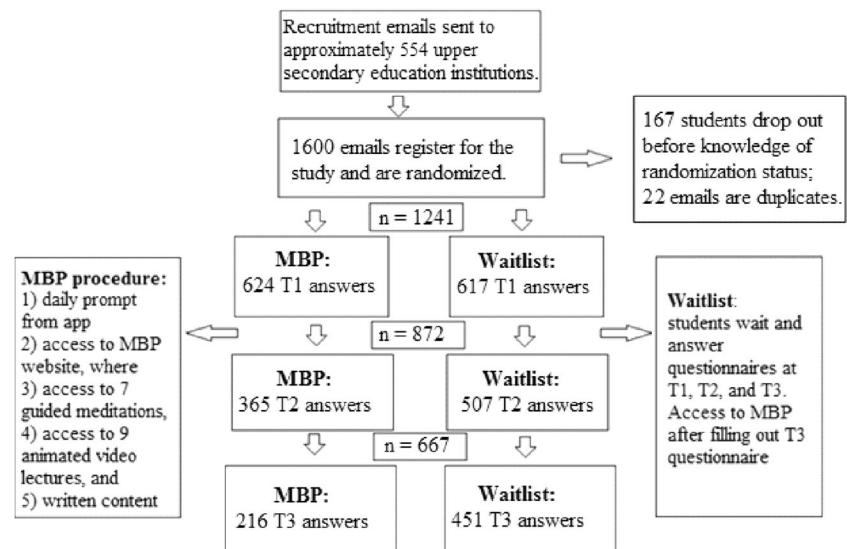 Recruitment emails sent to
approximately 554 upper
secondary education institutions.
1600 emails register for the
study and are randomized.
167 students drop out
before knowledge of
randomization status;
22 emails are duplicates.
n = 1241
MBP:
624 T1 answers
Waitlist:
617 T1 answers
MBP procedure:
1) daily prompt
from app
2) access to MBP
website, where
3) access to 7
guided meditations,
4) access to 9
animated video
lectures, and
5) written content
n = 872
Waitlist:
students wait and
answer
questionnaires at
T1, T2, and T3.
Access to MBP
after filling out T3
questionnaire
MBP:
365 T2 answers
Waitlist:
507 T2 answers
n = 667
MBP:
216 T3 answers
Waitlist:
451 T3 answers